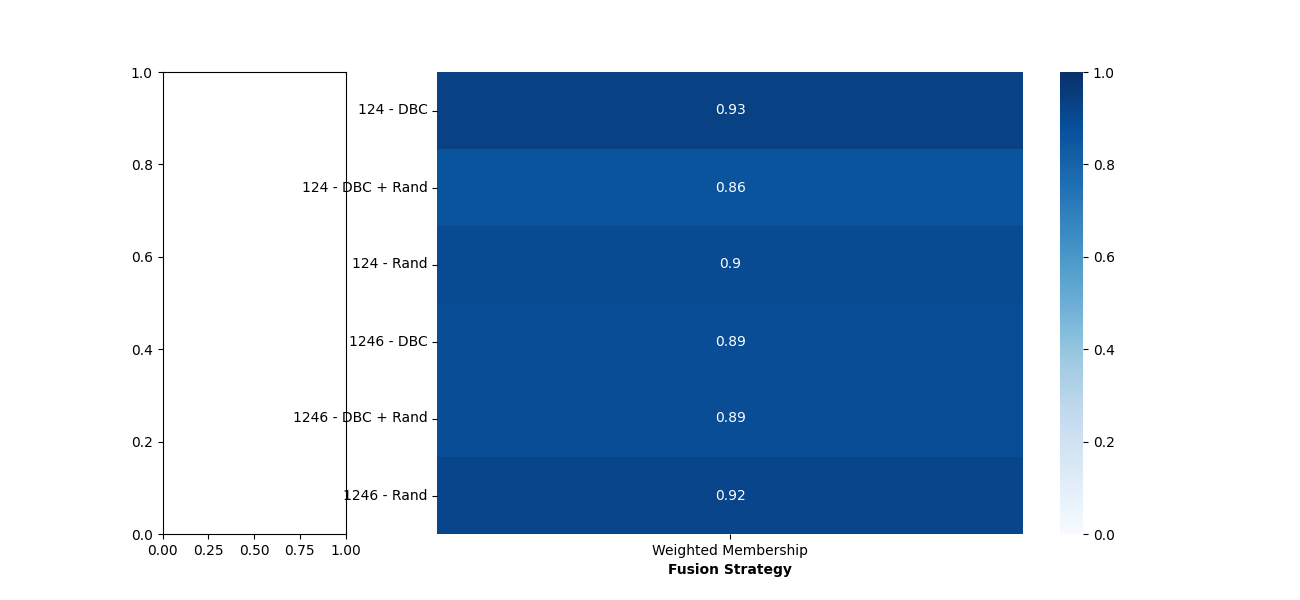 1.0
0.8
0.6
0.4
0.2
0.0
0.00 0.25 0.50 0.75 1.00
124 - DBC
124 - DBC + Rand
124 - Rand
1246 - DBC
1246 - DBC + Rand
1246 - Rand
0.93
0.86
0.9
0.89
0.89
0.92
Weighted Membership
Fusion Strategy
1.0
0.8
0.6
0.4
0.2
0.0